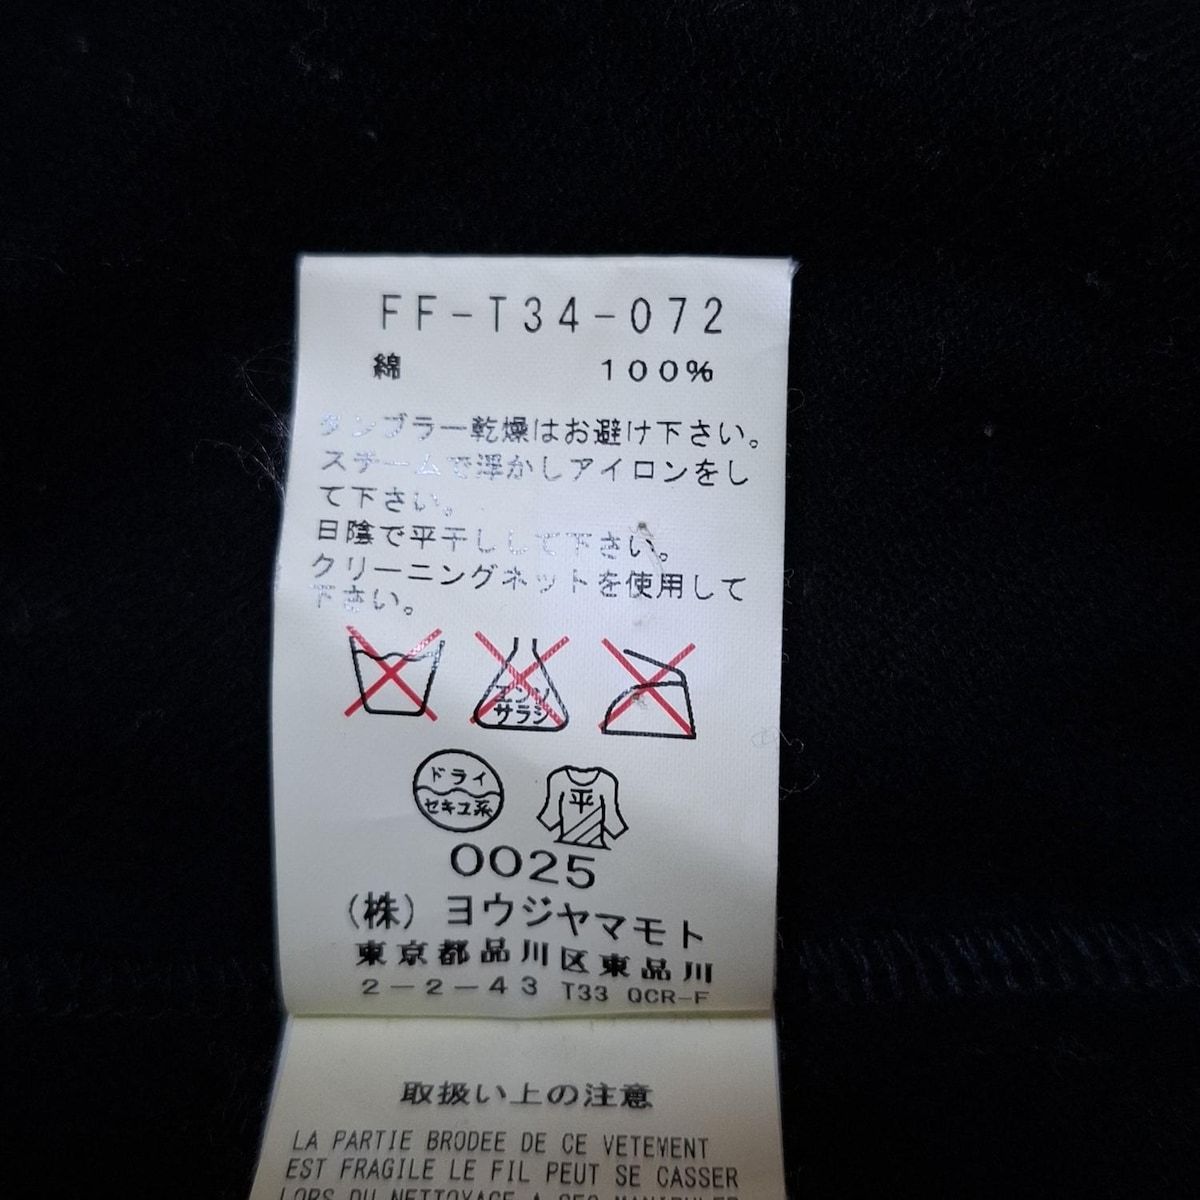 FF-T34-072
綿 100%
タンブラー乾燥はお避け下さい。
スチームで浮かしアイロンをし
て下さい。
日陰で平干しして下さい。
クリーニングネットを使用して
下さい。
エンソ
サラシ
ドライ
セキユ系
平
0025
(株) ヨウジヤマモト
東京都品川区東品川
2-2-43 T33 QCR-F
取扱い上の注意
LA PARTIE BRODEE DE CE VETEMENT
EST FRAGILE LE FIL PEUT SE CASSER
LORS DU NETTOYAGE A SEC MANIPULER